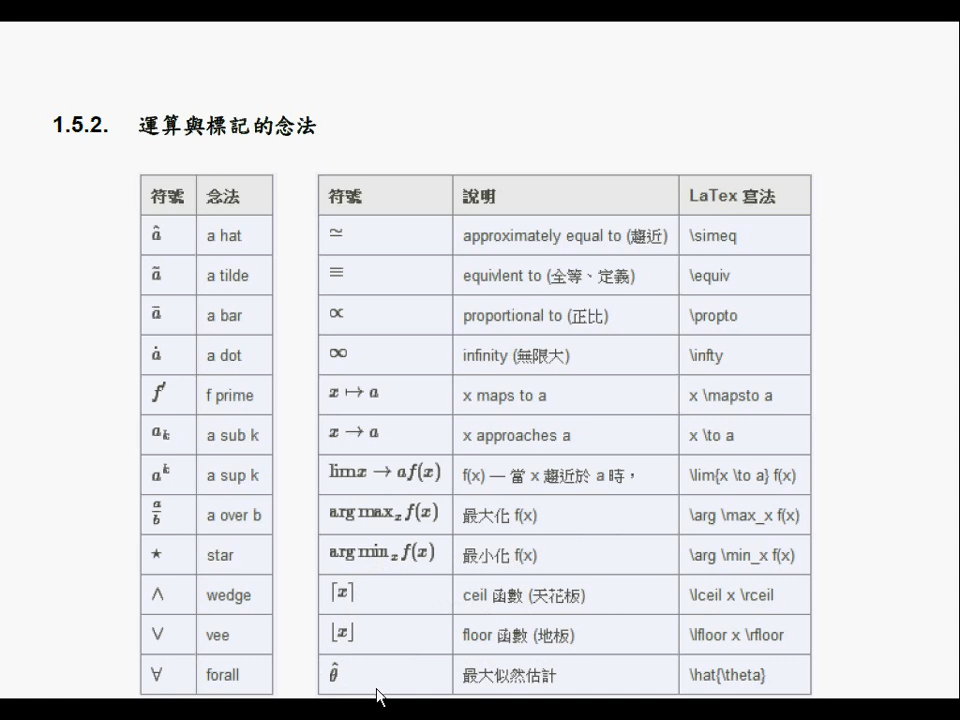 1.5.2. 運算與標記的念法
符號 念法
â a hat
ã a tilde
ā a bar
ȧ a dot
f′ f prime
aₖ a sub k
aᵏ a sup k
a/b a over b
⋆ star
∧ wedge
∨ vee
∀ forall
符號 說明 LaTex 寫法
≃ approximately equal to (趨近) \simeq
≡ equivlent to (全等、定義) \equiv
∝ proportional to (正比) \propto
∞ infinity (無限大) \infty
x ↦ a x maps to a x \mapsto a
x → a x approaches a x \to a
lim x → a f(x) f(x) — 當 x 趨近於 a 時， \lim{x \to a} f(x)
arg maxₓ f(x) 最大化 f(x) \arg \max_x f(x)
arg minₓ f(x) 最小化 f(x) \arg \min_x f(x)
⌈x⌉ ceil 函數 (天花板) \lceil x \rceil
⌊x⌋ floor 函數 (地板) \lfloor x \rfloor
θ̂ 最大似然估計 \hat{\theta}